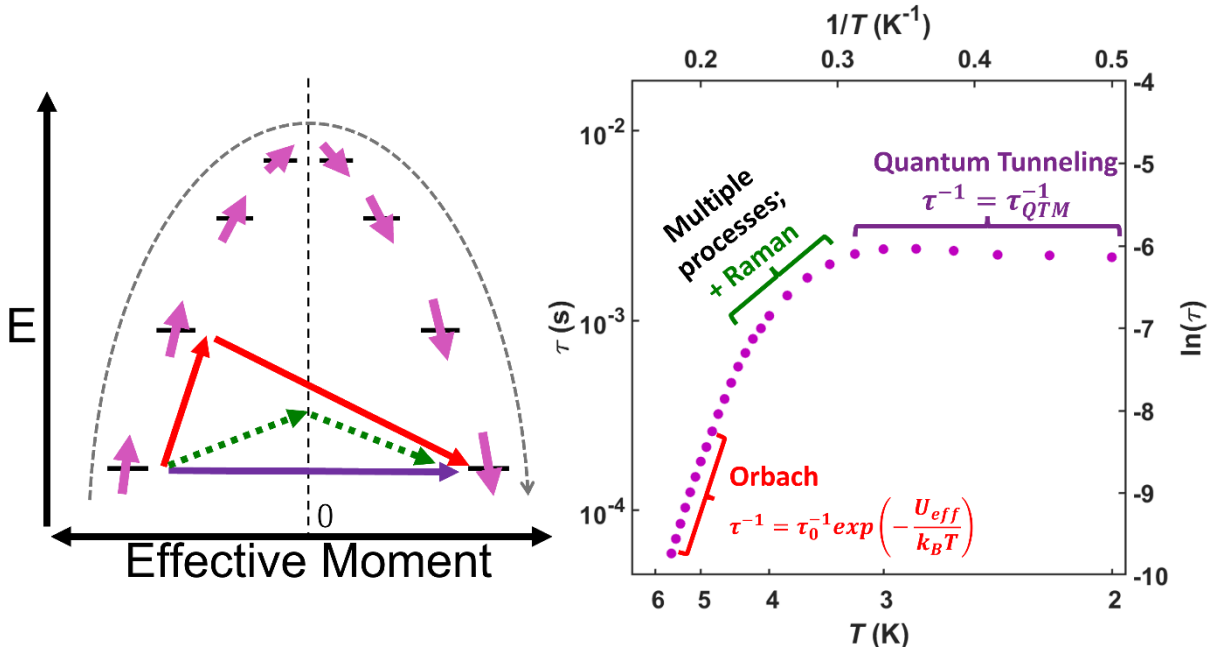 E
0
Effective Moment
1/T (K⁻¹)
0.2 0.3 0.4 0.5
τ (s)
10⁻²
10⁻³
10⁻⁴
Multiple
processes;
+ Raman
Quantum Tunneling
τ⁻¹ = τ⁻¹_QTM
Orbach
τ⁻¹ = τ₀⁻¹ exp(−U_eff/k_BT)
-4
-5
-6
-7
-8
-9
-10
ln(τ)
6 5 4 3 2
T (K)